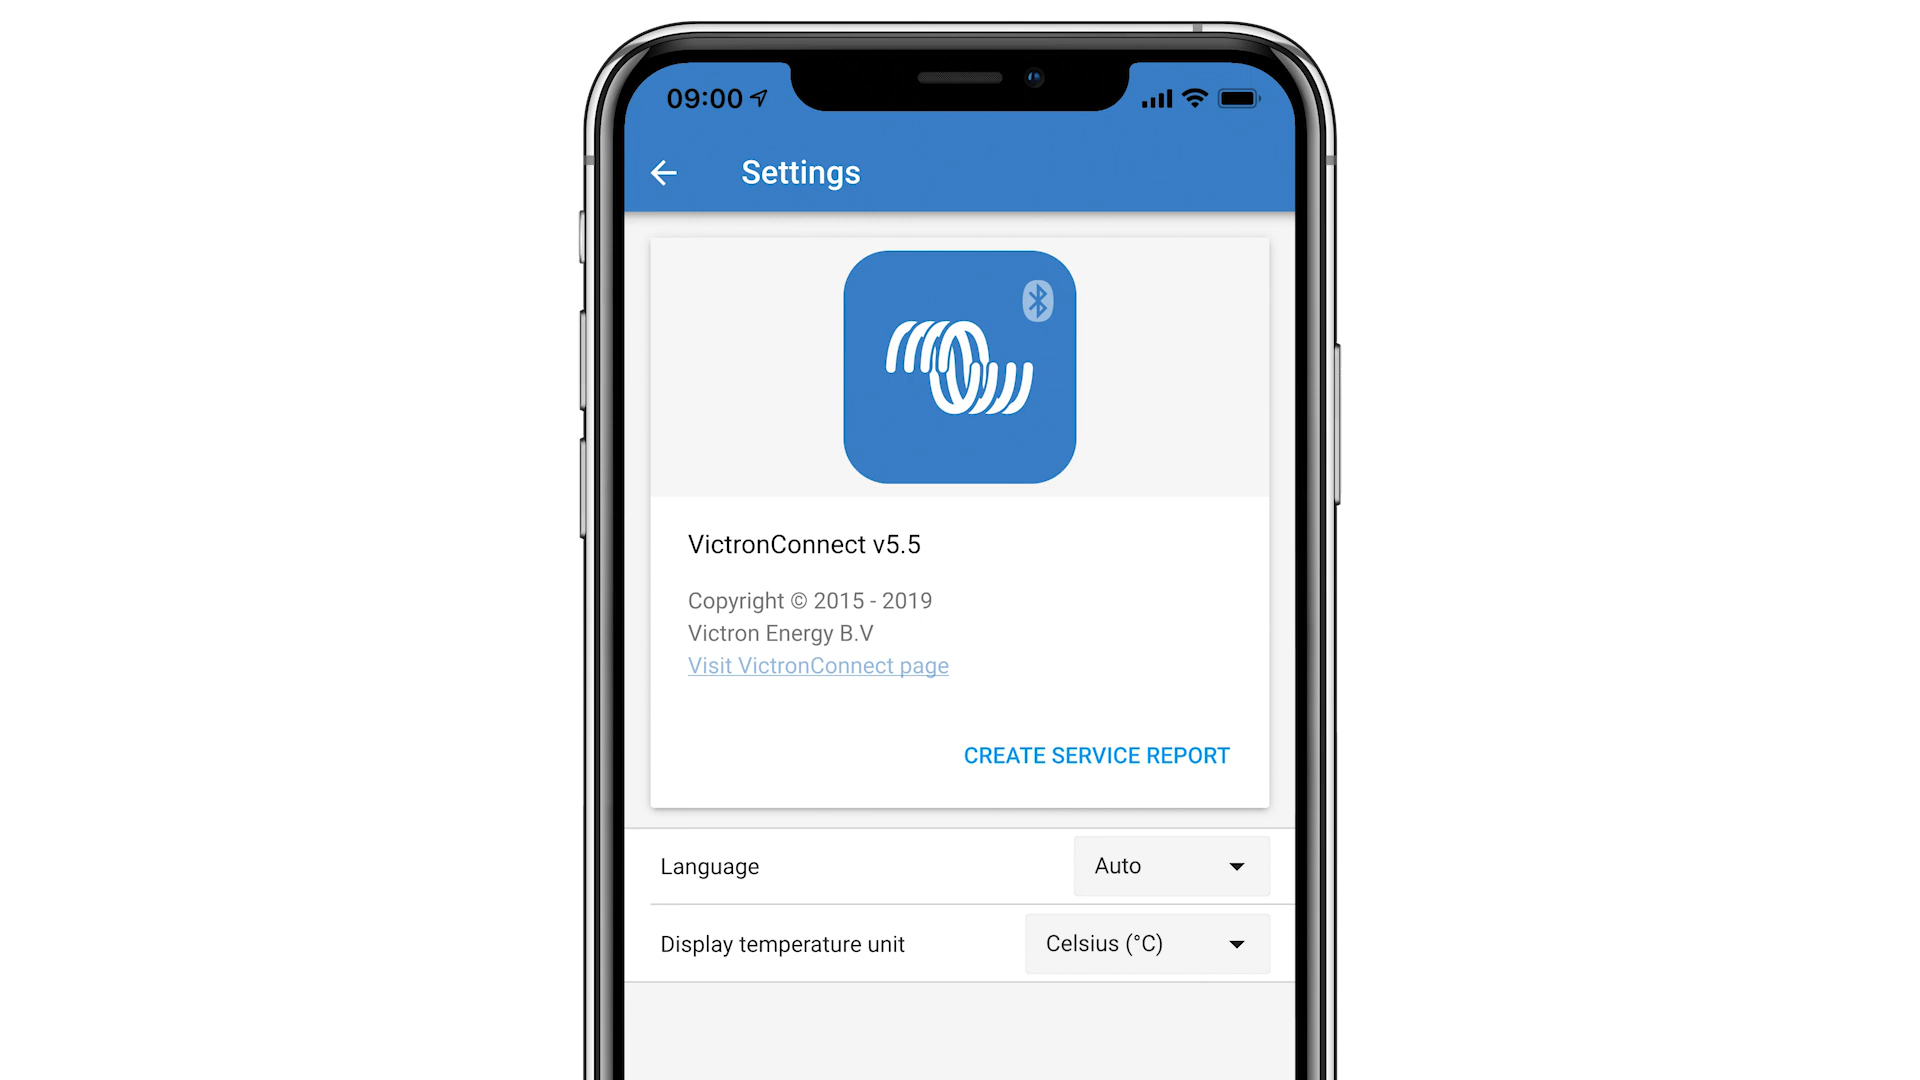 09:00
Settings
VictronConnect v5.5
Copyright © 2015 - 2019
Victron Energy B.V
Visit VictronConnect page
CREATE SERVICE REPORT
Language
Auto
Display temperature unit
Celsius (°C)